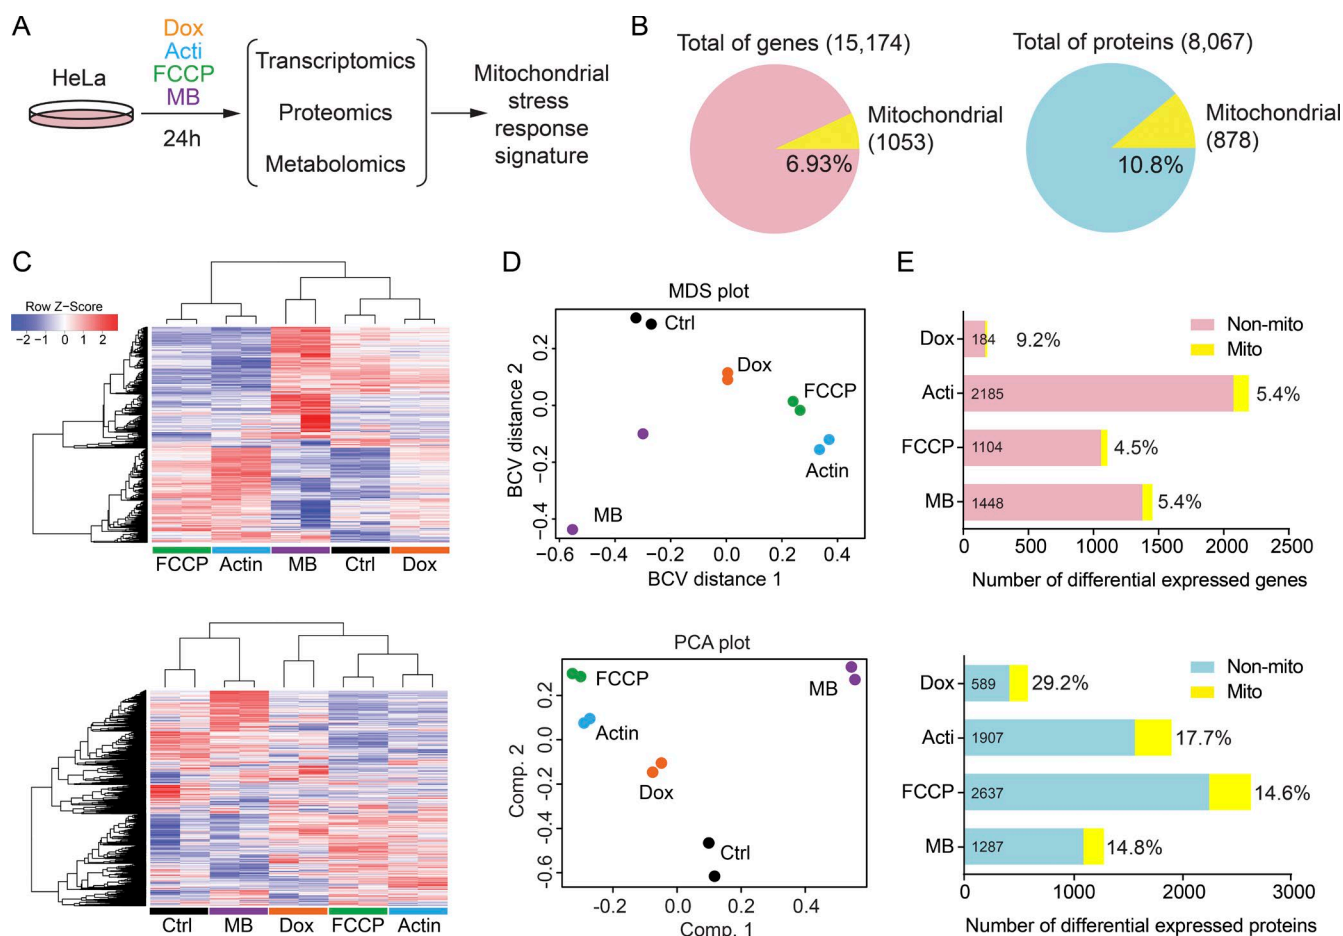 A
HeLa
Dox
Acti
FCCP
MB
24h
Transcriptomics
Proteomics
Metabolomics
Mitochondrial
stress
response
signature
B
Total of genes (15,174)
Mitochondrial
(1053)
6.93%
Total of proteins (8,067)
Mitochondrial
(878)
10.8%
C
Row Z−Score
−2 −1 0 1 2
FCCP Actin MB Ctrl Dox
Ctrl MB Dox FCCP Actin
D
MDS plot
BCV distance 2
0.2
0.0
−0.2
−0.4
Ctrl
Dox
FCCP
Actin
MB
−0.6 −0.4 −0.2 0.0 0.2 0.4
BCV distance 1
PCA plot
Comp. 2
0.2
0.0
-0.2
-0.4
-0.6
FCCP
MB
Actin
Dox
Ctrl
-0.2 0.0 0.2 0.4
Comp. 1
E
Non-mito
Mito
Dox 184 9.2%
Acti 2185 5.4%
FCCP 1104 4.5%
MB 1448 5.4%
0 500 1000 1500 2000 2500
Number of differential expressed genes
Non-mito
Mito
Dox 589 29.2%
Acti 1907 17.7%
FCCP 2637 14.6%
MB 1287 14.8%
0 1000 2000 3000
Number of differential expressed proteins